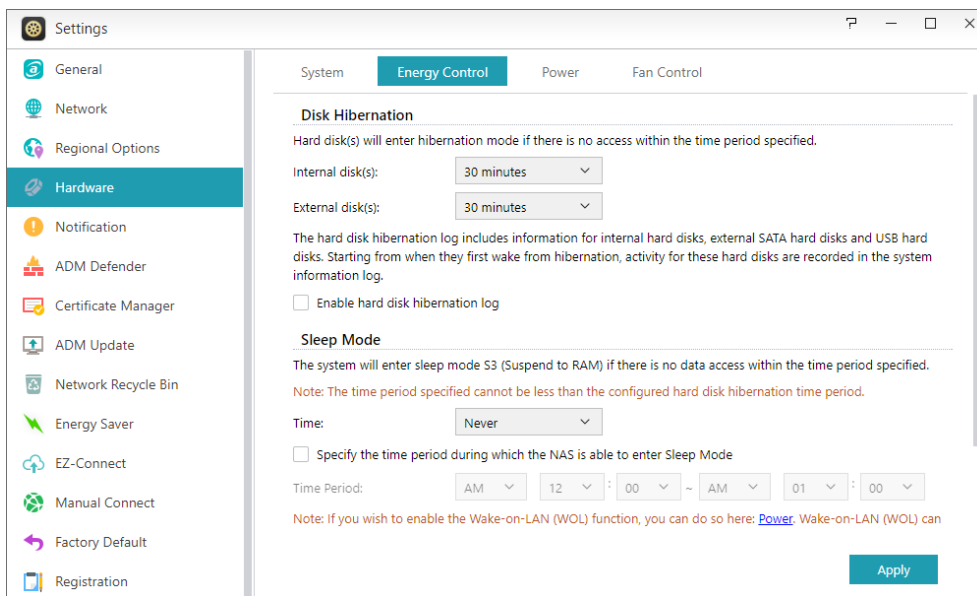 Settings
General
Network
Regional Options
Hardware
Notification
ADM Defender
Certificate Manager
ADM Update
Network Recycle Bin
Energy Saver
EZ-Connect
Manual Connect
Factory Default
Registration
System Energy Control Power Fan Control
Disk Hibernation
Hard disk(s) will enter hibernation mode if there is no access within the time period specified.
Internal disk(s): 30 minutes
External disk(s): 30 minutes
The hard disk hibernation log includes information for internal hard disks, external SATA hard disks and USB hard
disks. Starting from when they first wake from hibernation, activity for these hard disks are recorded in the system
information log.
Enable hard disk hibernation log
Sleep Mode
The system will enter sleep mode S3 (Suspend to RAM) if there is no data access within the time period specified.
Note: The time period specified cannot be less than the configured hard disk hibernation time period.
Time: Never
Specify the time period during which the NAS is able to enter Sleep Mode
Time Period: AM 12 : 00 ~ AM 01 : 00
Note: If you wish to enable the Wake-on-LAN (WOL) function, you can do so here: Power. Wake-on-LAN (WOL) can
Apply